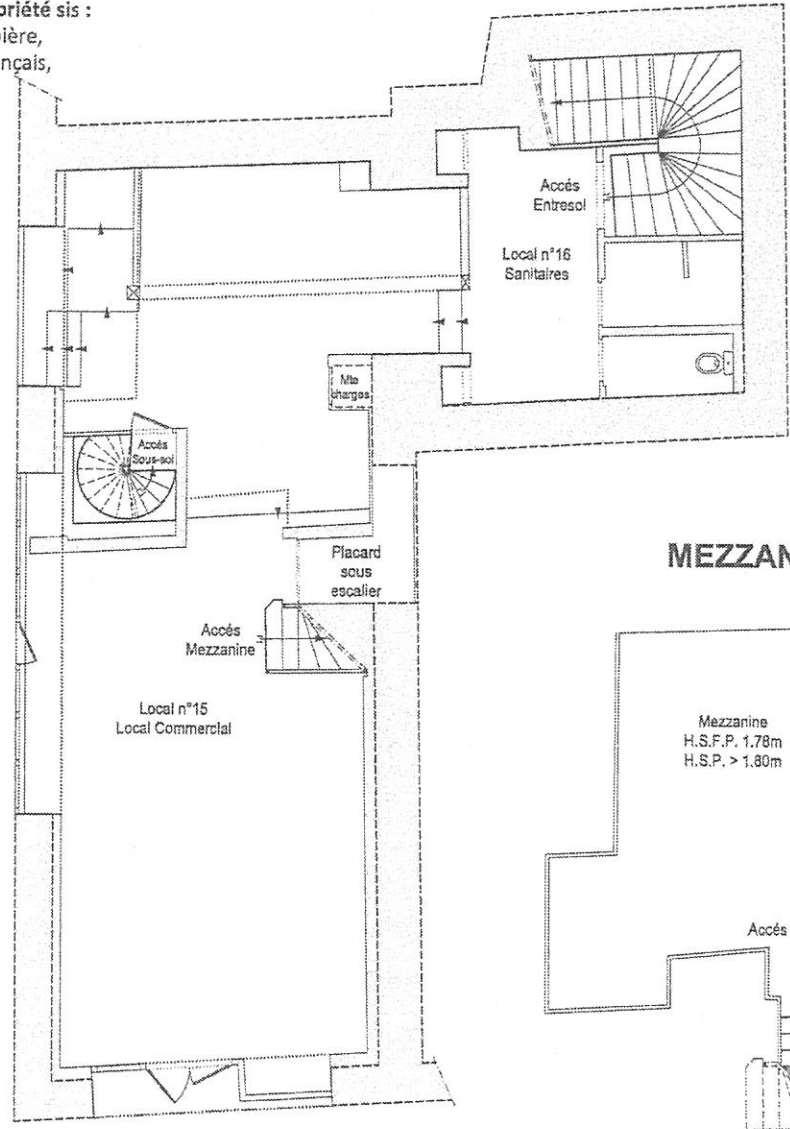 priété sis :
ière,
nçais,
Accés
Entresol
Local n°16
Sanitaires
Mte
charges
Accés
Sous-sol
Placard
sous
escalier
MEZZAN
Accés
Mezzanine
Local n°15
Local Commercial
Mezzanine
H.S.F.P. 1.78m
H.S.P. > 1.80m
Accés